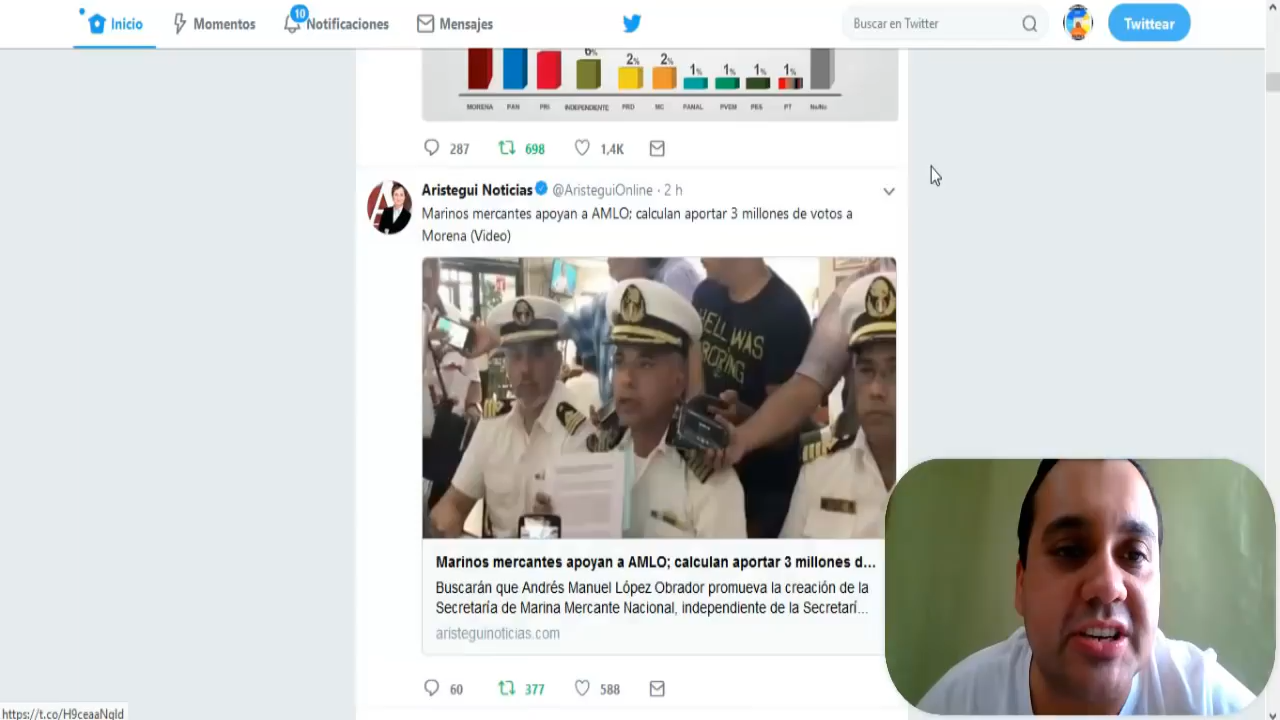 Inicio
Momentos
10
Notificaciones
Mensajes
Buscar en Twitter
Twittear
6%
2%
2%
1%
1%
1%
1%
MORENA PAN PRI INDEPENDIENTE PRD MC PANAL PVEM PES PT Ns/Nc
287 698 1,4K
Aristegui Noticias @AristeguiOnline · 2 h
Marinos mercantes apoyan a AMLO; calculan aportar 3 millones de votos a
Morena (Video)
HELL WAS
BORING
Marinos mercantes apoyan a AMLO; calculan aportar 3 millones d...
Buscarán que Andrés Manuel López Obrador promueva la creación de la
Secretaría de Marina Mercante Nacional, independiente de la Secretarí...
aristeguinoticias.com
60 377 588
https://t.co/H9ceaaNqld